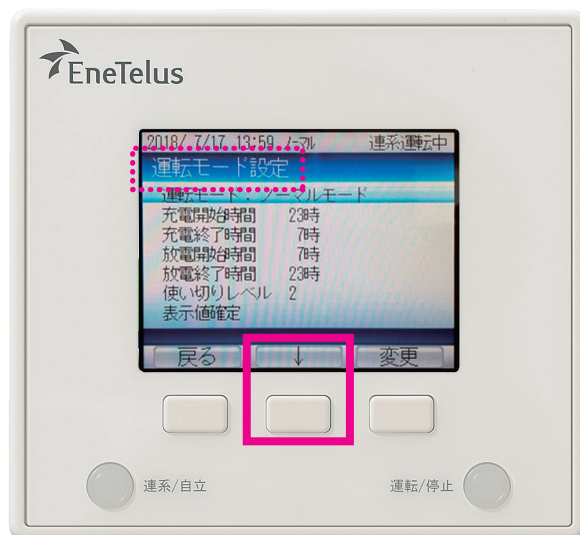 EneTelus
2018/ 7/17 13:59 ノーマル 連系運転中
運転モード設定
運転モード：ノーマルモード
充電開始時間 23時
充電終了時間 7時
放電開始時間 7時
放電終了時間 23時
使い切りレベル 2
表示値確定
戻る ↓ 変更
連系/自立 運転/停止